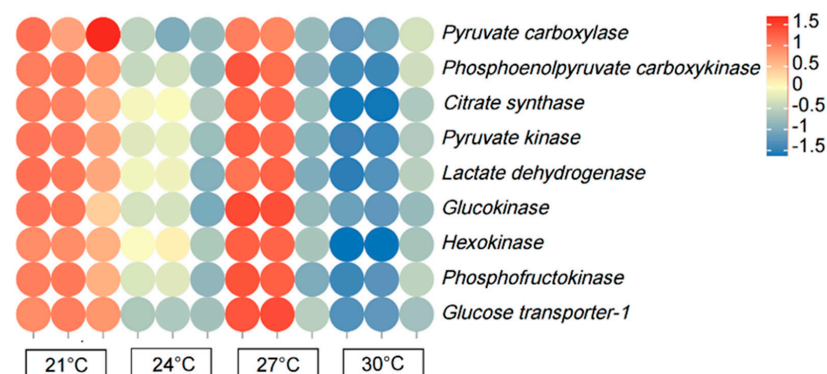 Pyruvate carboxylase
Phosphoenolpyruvate carboxykinase
Citrate synthase
Pyruvate kinase
Lactate dehydrogenase
Glucokinase
Hexokinase
Phosphofructokinase
Glucose transporter-1
1.5
1
0.5
0
-0.5
-1
-1.5
21°C 24°C 27°C 30°C